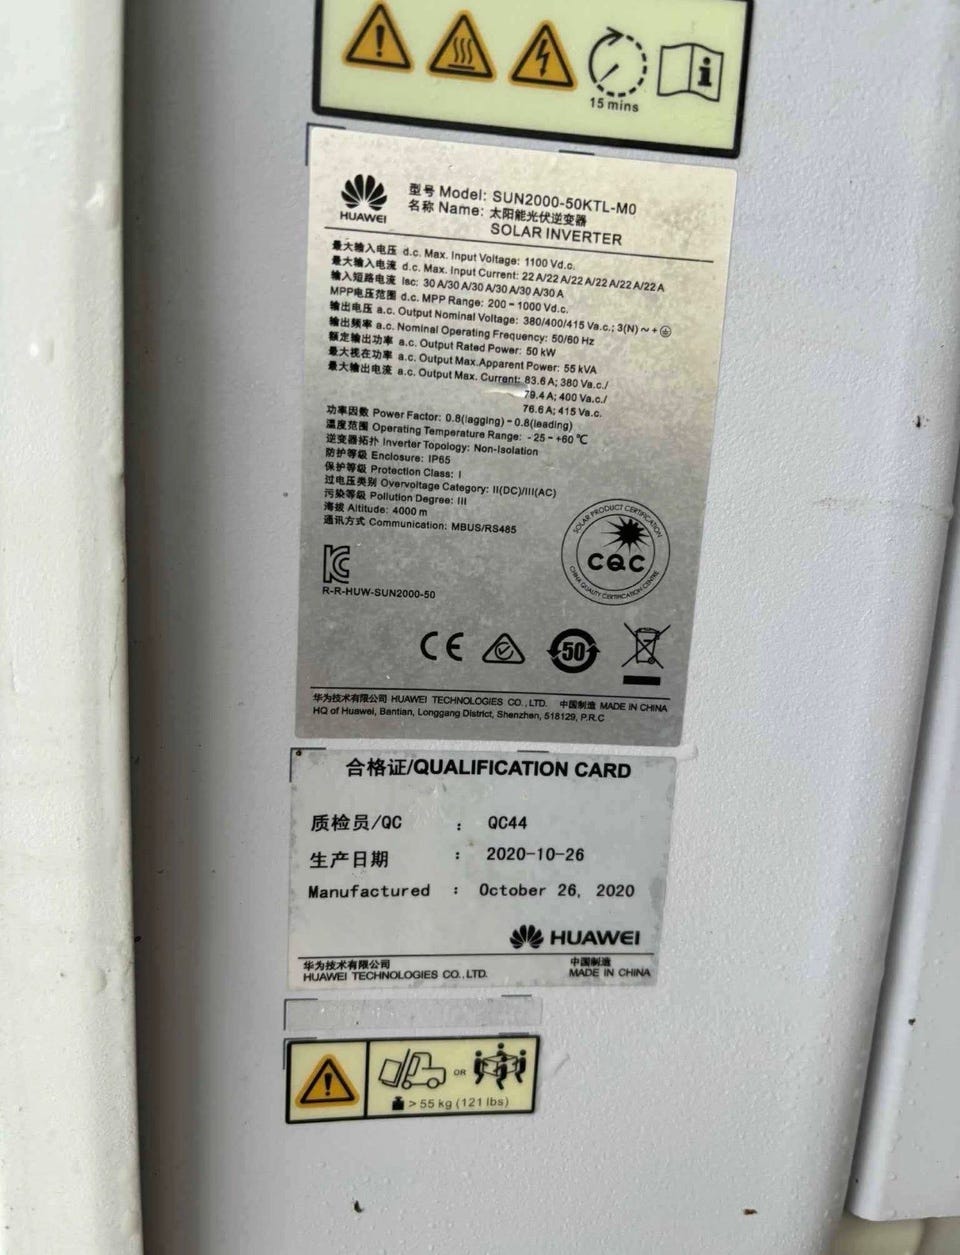 15 mins
HUAWEI
型号 Model: SUN2000-50KTL-M0
名称 Name: 太阳能光伏逆变器
SOLAR INVERTER
最大输入电压 d.c. Max. Input Voltage: 1100 Vd.c.
最大输入电流 d.c. Max. Input Current: 22 A/22 A/22 A/22 A/22 A/22 A
输入短路电流 Isc: 30 A/30 A/30 A/30 A/30 A/30 A
MPP电压范围 d.c. MPP Range: 200 - 1000 Vd.c.
输出电压 a.c. Output Nominal Voltage: 380/400/415 Va.c.; 3(N) ~ +
输出频率 a.c. Nominal Operating Frequency: 50/60 Hz
额定输出功率 a.c. Output Rated Power: 50 kW
最大视在功率 a.c. Output Max.Apparent Power: 55 kVA
最大输出电流 a.c. Output Max. Current: 83.6 A; 380 Va.c./
79.4 A; 400 Va.c./
76.6 A; 415 Va.c.
功率因数 Power Factor: 0.8(lagging) - 0.8(leading)
温度范围 Operating Temperature Range: -25 ~ +60 ℃
逆变器拓扑 Inverter Topology: Non-Isolation
防护等级 Enclosure: IP65
保护等级 Protection Class: I
过电压类别 Overvoltage Category: II(DC)/III(AC)
污染等级 Pollution Degree: III
海拔 Altitude: 4000 m
通讯方式 Communication: MBUS/RS485
SOLAR PRODUCT CERTIFICATION
CQC
CHINA QUALITY CERTIFICATION CENTRE
R-R-HUW-SUN2000-50
CE
50
华为技术有限公司 HUAWEI TECHNOLOGIES CO., LTD. 中国制造 MADE IN CHINA
HQ of Huawei, Bantian, Longgang District, Shenzhen, 518129, P.R.C
合格证/QUALIFICATION CARD
质检员/QC : QC44
生产日期 : 2020-10-26
Manufactured : October 26, 2020
HUAWEI
华为技术有限公司 中国制造
HUAWEI TECHNOLOGIES CO., LTD. MADE IN CHINA
OR
> 55 kg (121 lbs)